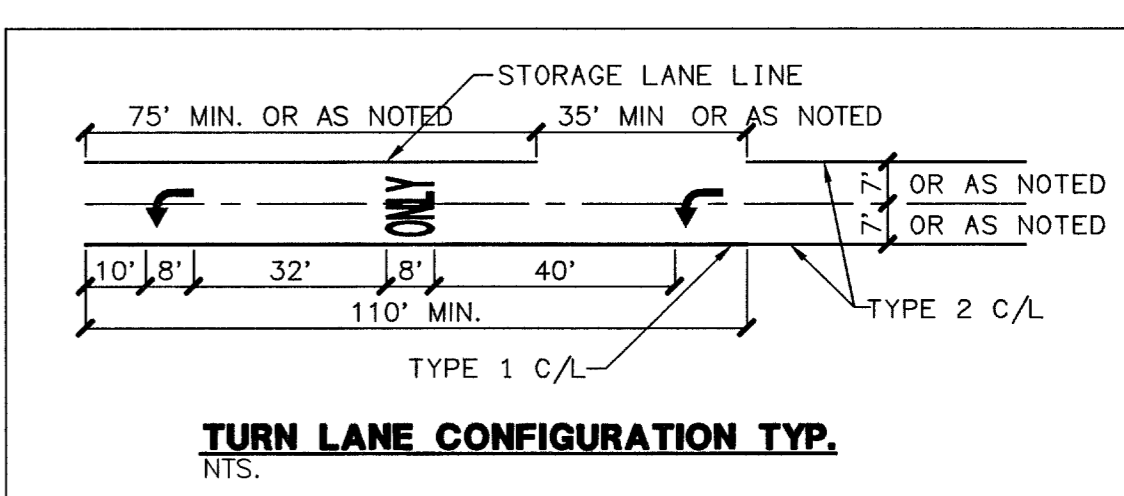 STORAGE LANE LINE
75' MIN. OR AS NOTED
35' MIN OR AS NOTED
ONLY
7' OR AS NOTED
7' OR AS NOTED
10'
8'
32'
8'
40'
110' MIN.
TYPE 2 C/L
TYPE 1 C/L
TURN LANE CONFIGURATION TYP.
NTS.